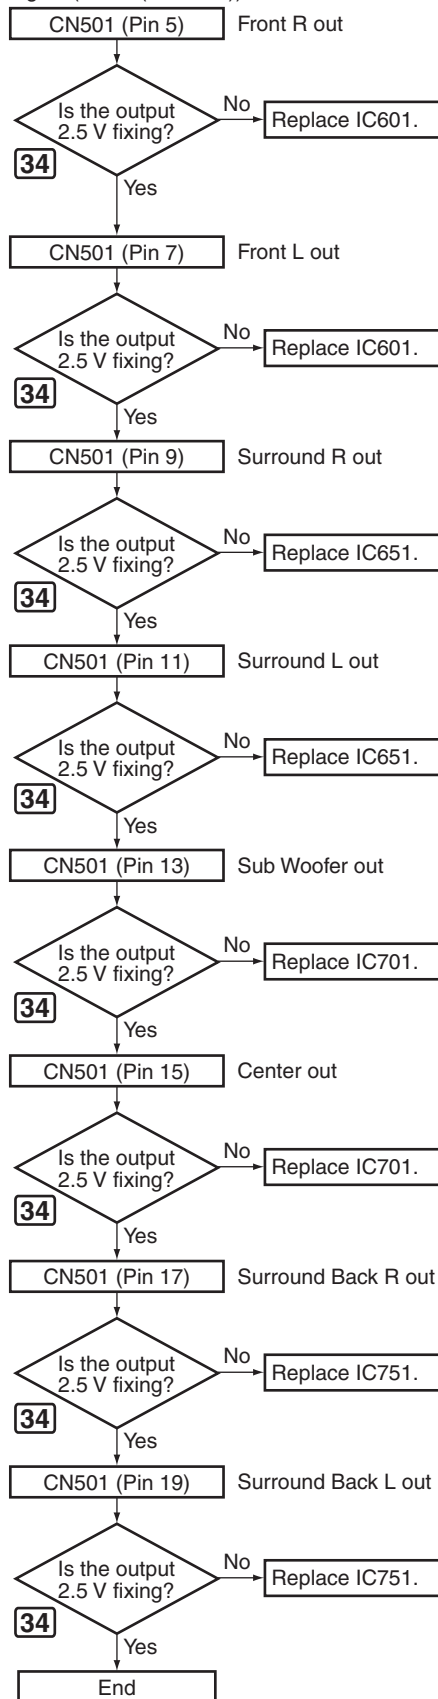 CN501 (Pin 5) Front R out
Is the output
2.5 V fixing?
No
Replace IC601.
34
Yes
CN501 (Pin 7) Front L out
Is the output
2.5 V fixing?
No
Replace IC601.
34
Yes
CN501 (Pin 9) Surround R out
Is the output
2.5 V fixing?
No
Replace IC651.
34
Yes
CN501 (Pin 11) Surround L out
Is the output
2.5 V fixing?
No
Replace IC651.
34
Yes
CN501 (Pin 13) Sub Woofer out
Is the output
2.5 V fixing?
No
Replace IC701.
34
Yes
CN501 (Pin 15) Center out
Is the output
2.5 V fixing?
No
Replace IC701.
34
Yes
CN501 (Pin 17) Surround Back R out
Is the output
2.5 V fixing?
No
Replace IC751.
34
Yes
CN501 (Pin 19) Surround Back L out
Is the output
2.5 V fixing?
No
Replace IC751.
34
Yes
End